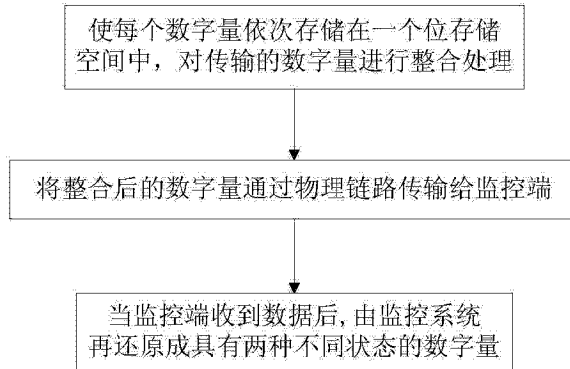 使每个数字量依次存储在一个位存储
空间中，对传输的数字量进行整合处理
将整合后的数字量通过物理链路传输给监控端
当监控端收到数据后,由监控系统
再还原成具有两种不同状态的数字量